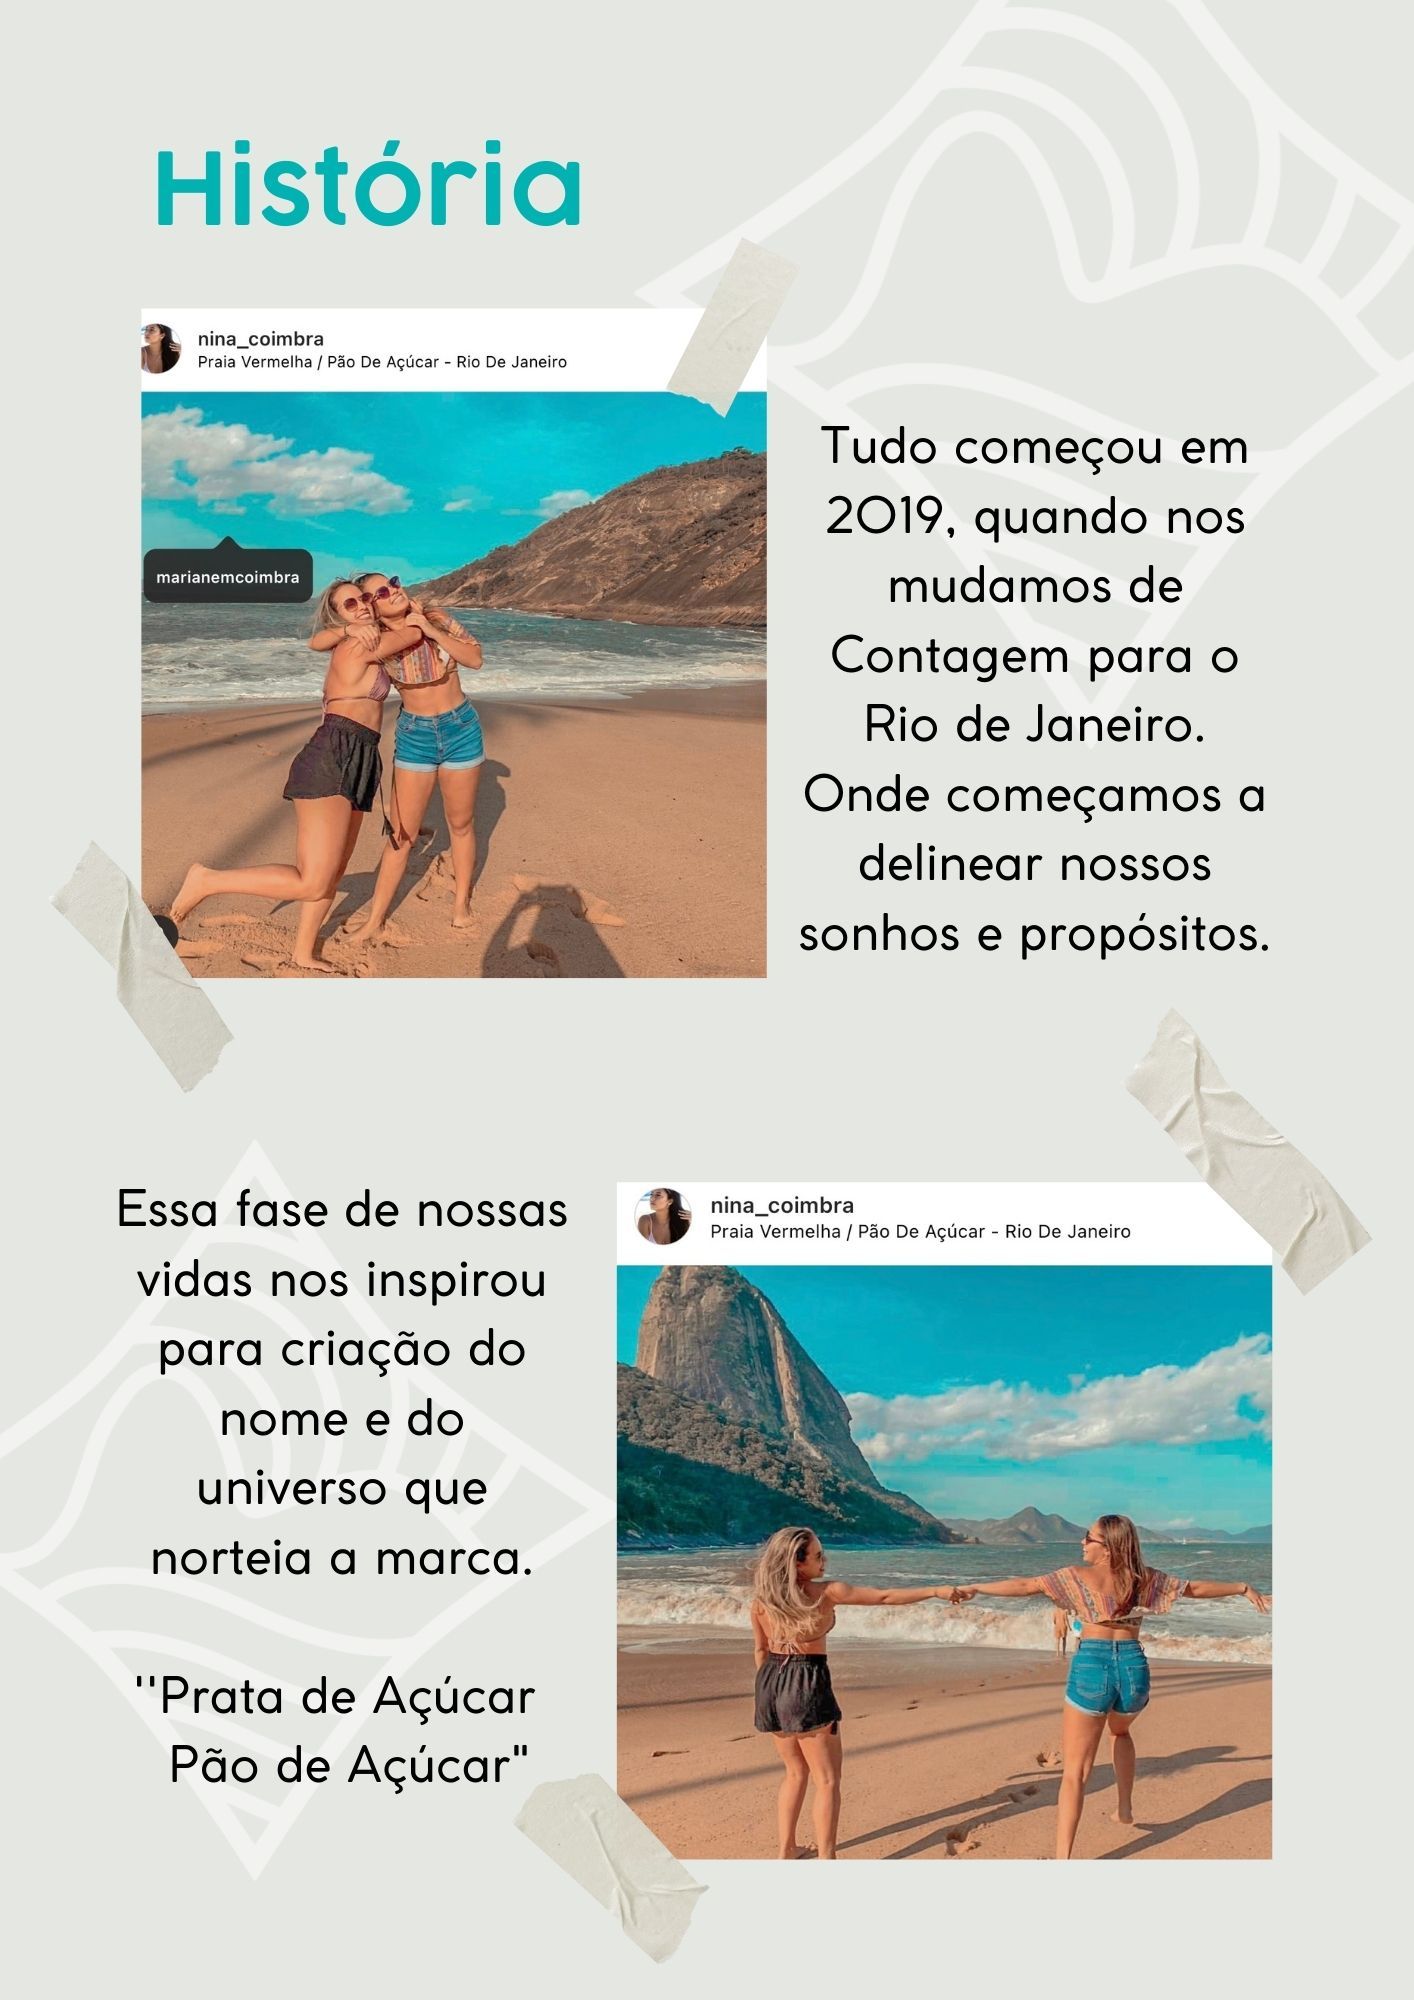 História
nina_coimbra
Praia Vermelha / Pão De Açúcar - Rio De Janeiro
marianemcoimbra
Tudo começou em
2019, quando nos
mudamos de
Contagem para o
Rio de Janeiro.
Onde começamos a
delinear nossos
sonhos e propósitos.
Essa fase de nossas
vidas nos inspirou
para criação do
nome e do
universo que
norteia a marca.
''Prata de Açúcar
Pão de Açúcar"
nina_coimbra
Praia Vermelha / Pão De Açúcar - Rio De Janeiro